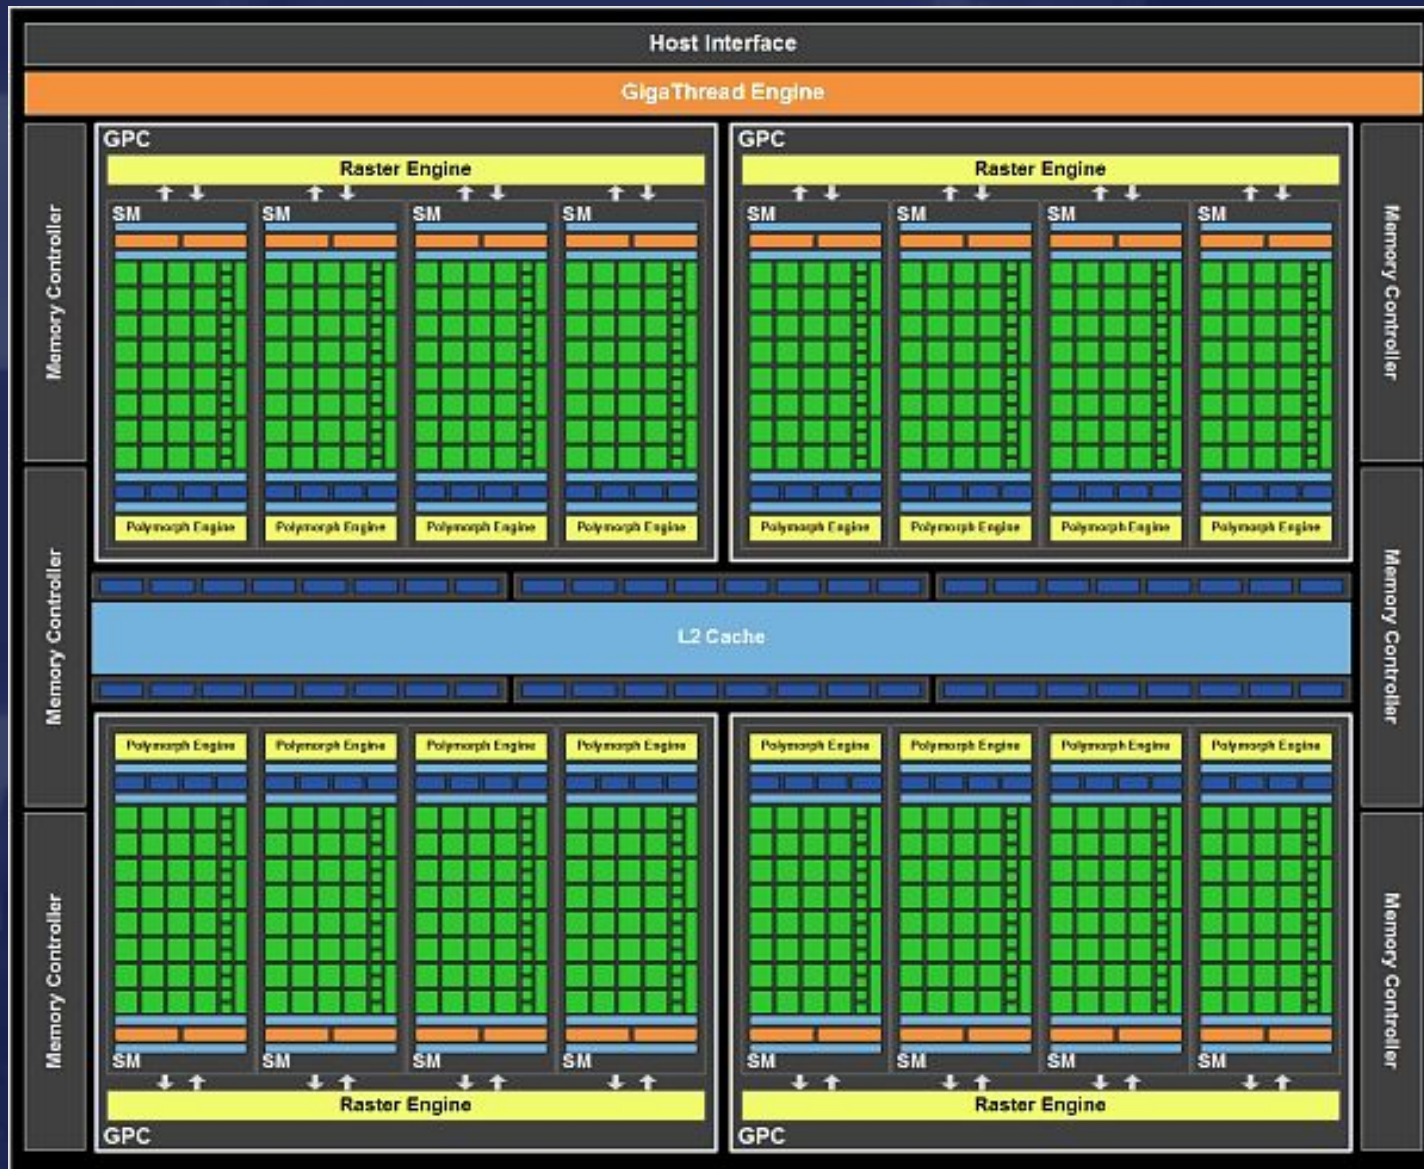 Host Interface
GigaThread Engine
GPC
Raster Engine
SM
SM
SM
SM
Polymorph Engine
Polymorph Engine
Polymorph Engine
Polymorph Engine
GPC
Raster Engine
SM
SM
SM
SM
Polymorph Engine
Polymorph Engine
Polymorph Engine
Polymorph Engine
Memory Controller
Memory Controller
Memory Controller
Memory Controller
Memory Controller
Memory Controller
L2 Cache
Polymorph Engine
Polymorph Engine
Polymorph Engine
Polymorph Engine
SM
SM
SM
SM
Raster Engine
GPC
Polymorph Engine
Polymorph Engine
Polymorph Engine
Polymorph Engine
SM
SM
SM
SM
Raster Engine
GPC